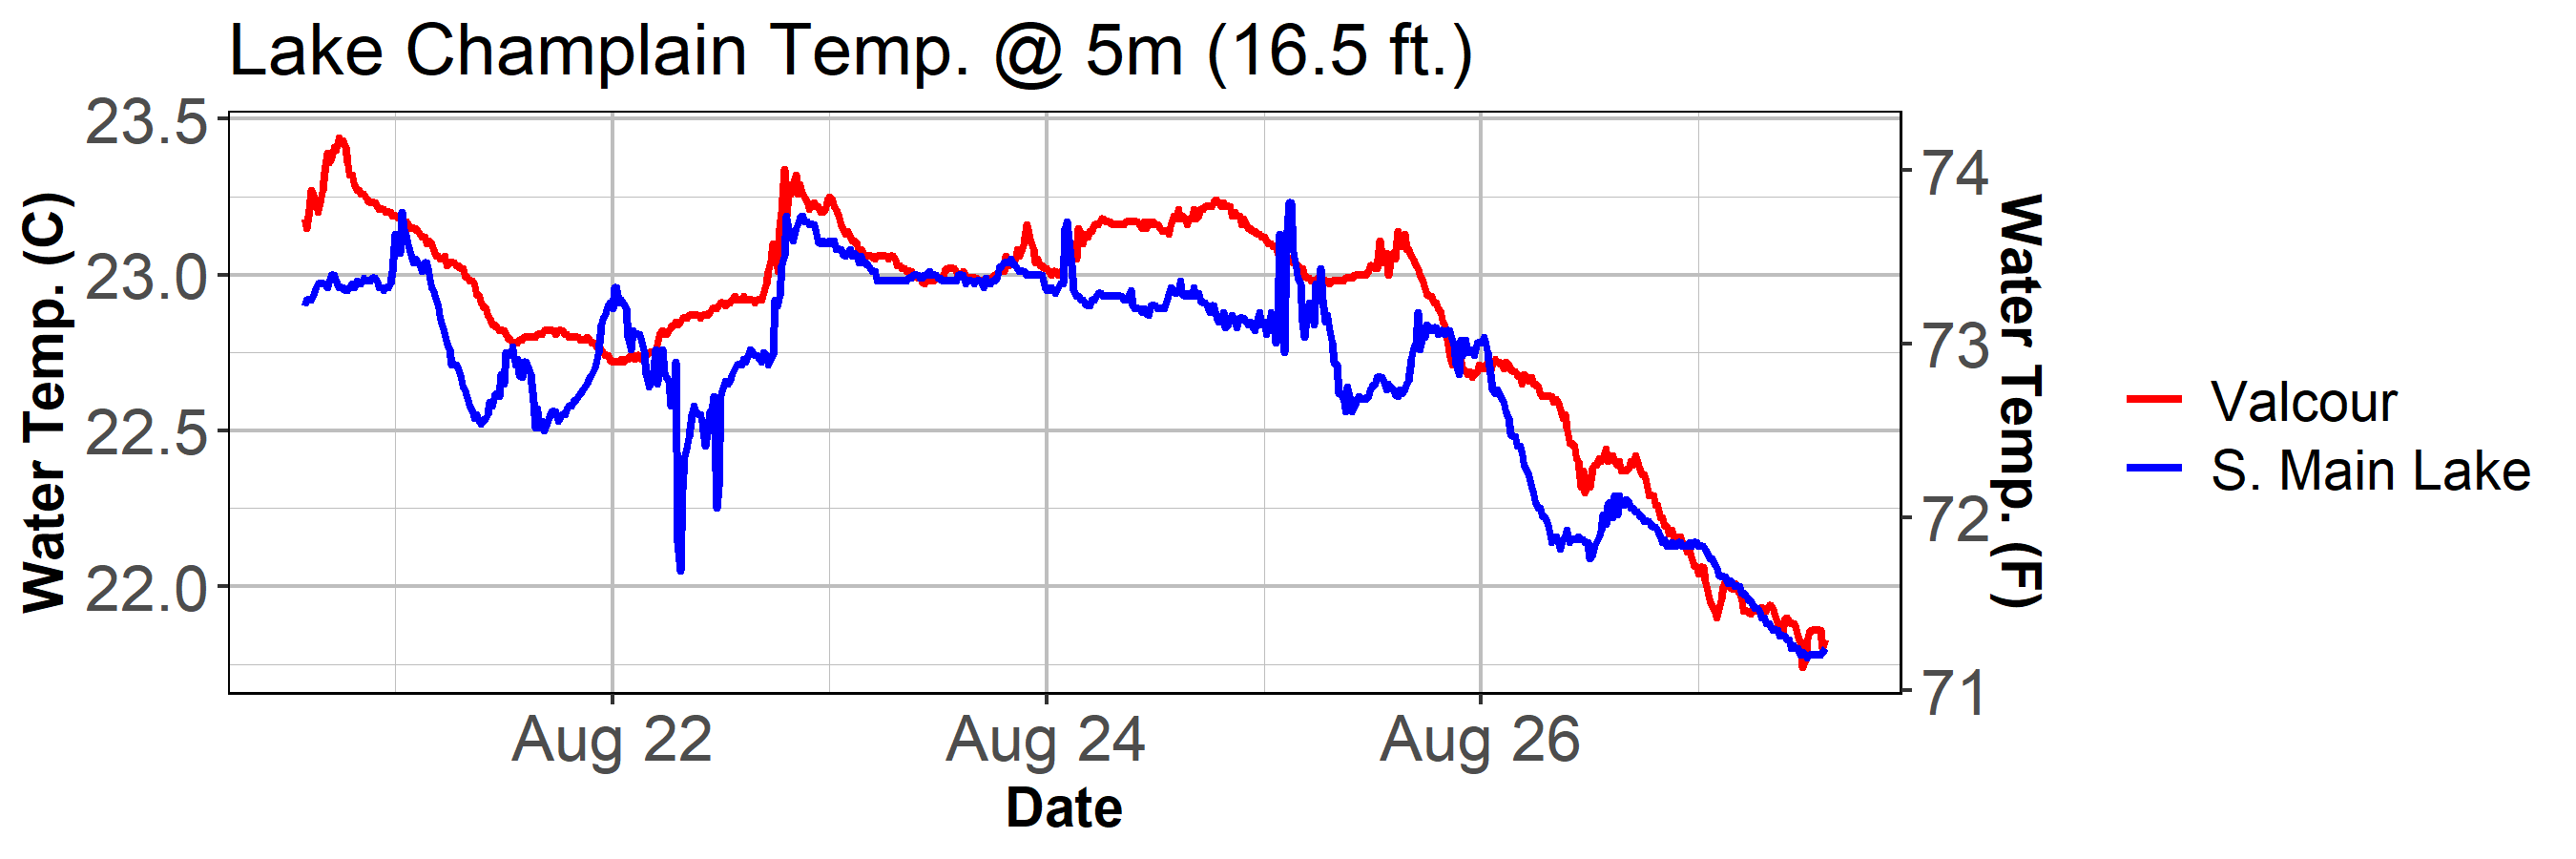 Lake Champlain Temp. @ 5m (16.5 ft.)
Water Temp. (C)
23.5
23.0
22.5
22.0
74
73
72
71
Water Temp. (F)
Aug 22
Aug 24
Aug 26
Date
Valcour
S. Main Lake